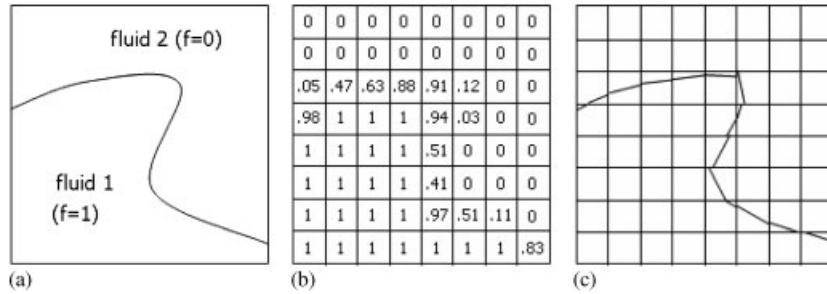 fluid 2 (f=0)
fluid 1
(f=1)
(a)
0 0 0 0 0 0 0 0
0 0 0 0 0 0 0 0
.05 .47 .63 .88 .91 .12 0 0
.98 1 1 1 .94 .03 0 0
1 1 1 1 .51 0 0 0
1 1 1 1 .41 0 0 0
1 1 1 1 .97 .51 .11 0
1 1 1 1 1 1 1 .83
(b)
(c)